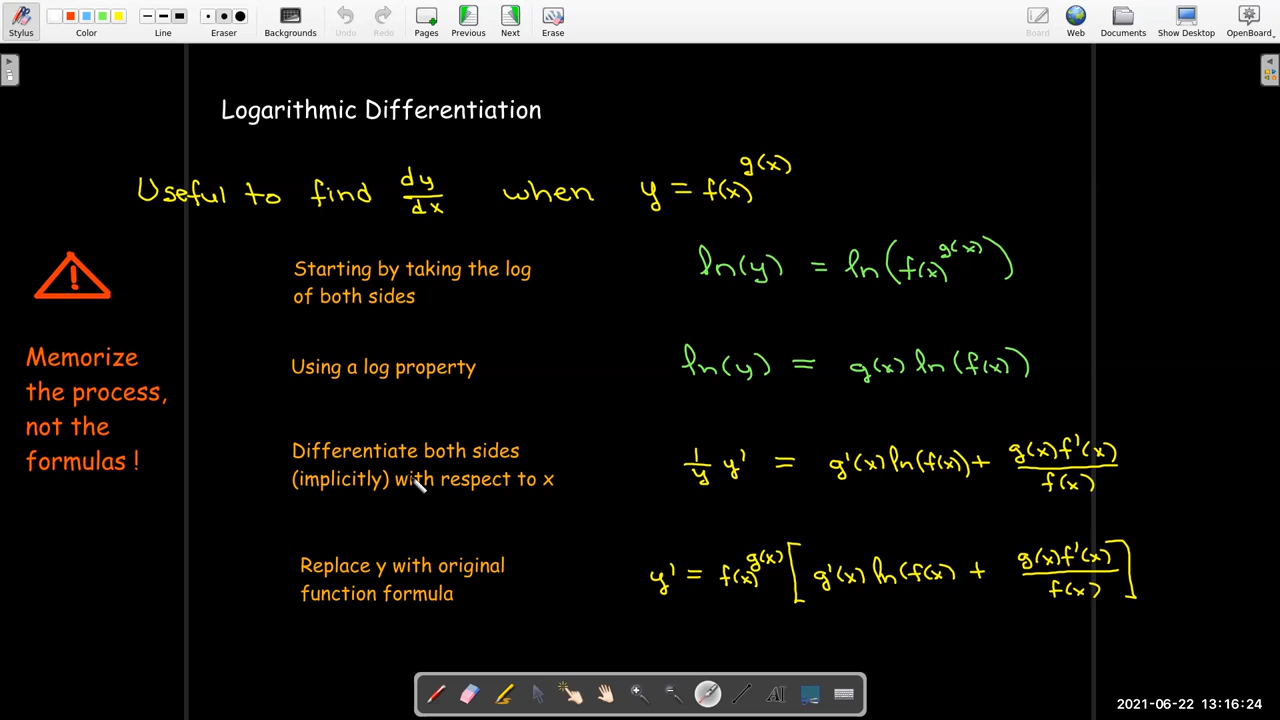 Stylus Color Line Eraser Backgrounds Undo Redo Pages Previous Next Erase Board Web Documents Show Desktop OpenBoard
Logarithmic Differentiation
Useful to find dy/dx when y = f(x)^g(x)
Starting by taking the log
of both sides
ln(y) = ln(f(x)^g(x))
Using a log property
ln(y) = g(x) ln(f(x))
Memorize
the process,
not the
formulas !
Differentiate both sides
(implicitly) with respect to x
1/y y' = g'(x) ln(f(x)) + g(x)f'(x)/f(x)
Replace y with original
function formula
y' = f(x)^g(x) [g'(x) ln(f(x) + g(x)f'(x)/f(x)]
AI
2021-06-22 13:16:24